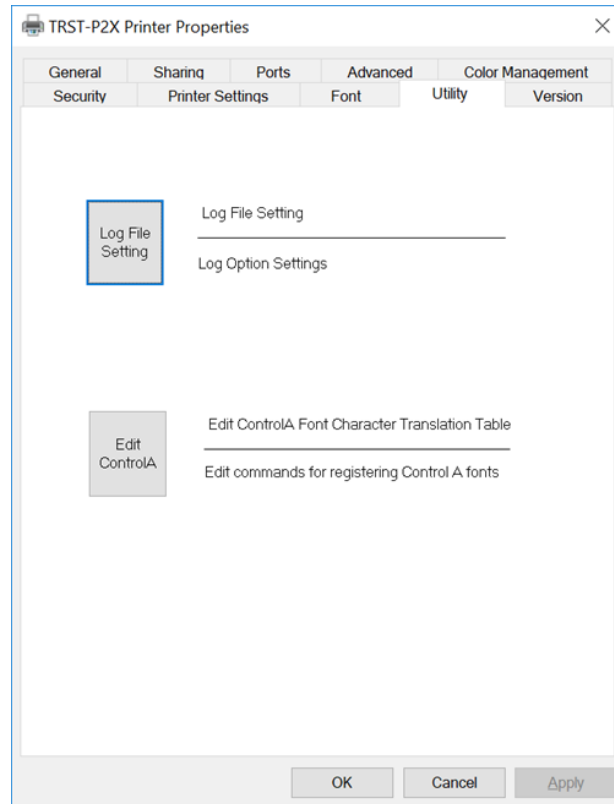 TRST-P2X Printer Properties
General Sharing Ports Advanced Color Management
Security Printer Settings Font Utility Version
Log File
Setting
Log File Setting
Log Option Settings
Edit
ControlA
Edit ControlA Font Character Translation Table
Edit commands for registering Control A fonts
OK Cancel Apply